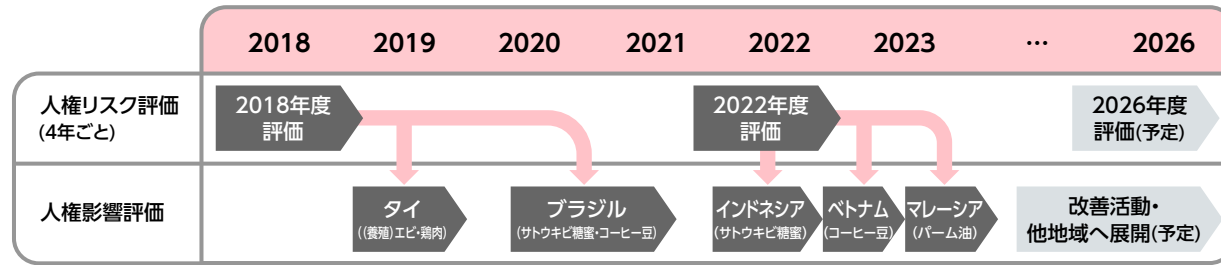 2018 2019 2020 2021 2022 2023 … 2026
人権リスク評価
(4年ごと)
2018年度
評価
2022年度
評価
2026年度
評価(予定)
人権影響評価
タイ
((養殖)エビ・鶏肉)
ブラジル
(サトウキビ糖蜜・コーヒー豆)
インドネシア
(サトウキビ糖蜜)
ベトナム
(コーヒー豆)
マレーシア
(パーム油)
改善活動・
他地域へ展開(予定)